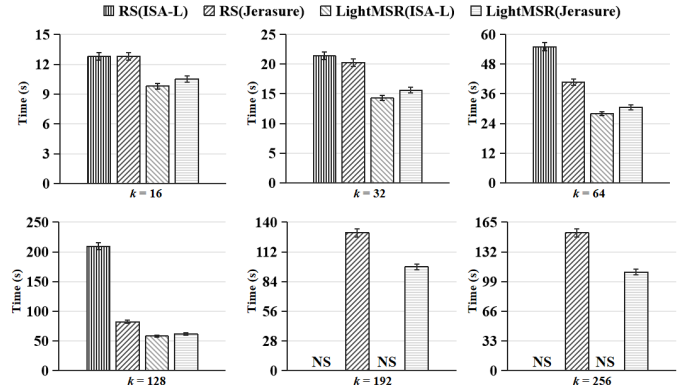 RS(ISA-L) RS(Jerasure) LightMSR(ISA-L) LightMSR(Jerasure)
Time (s)
15
12
9
6
3
0
k = 16
Time (s)
25
20
15
10
5
0
k = 32
Time (s)
60
48
36
24
12
0
k = 64
Time (s)
250
200
150
100
50
0
k = 128
Time (s)
140
112
84
56
28
0
NS NS
k = 192
Time (s)
165
132
99
66
33
0
NS NS
k = 256